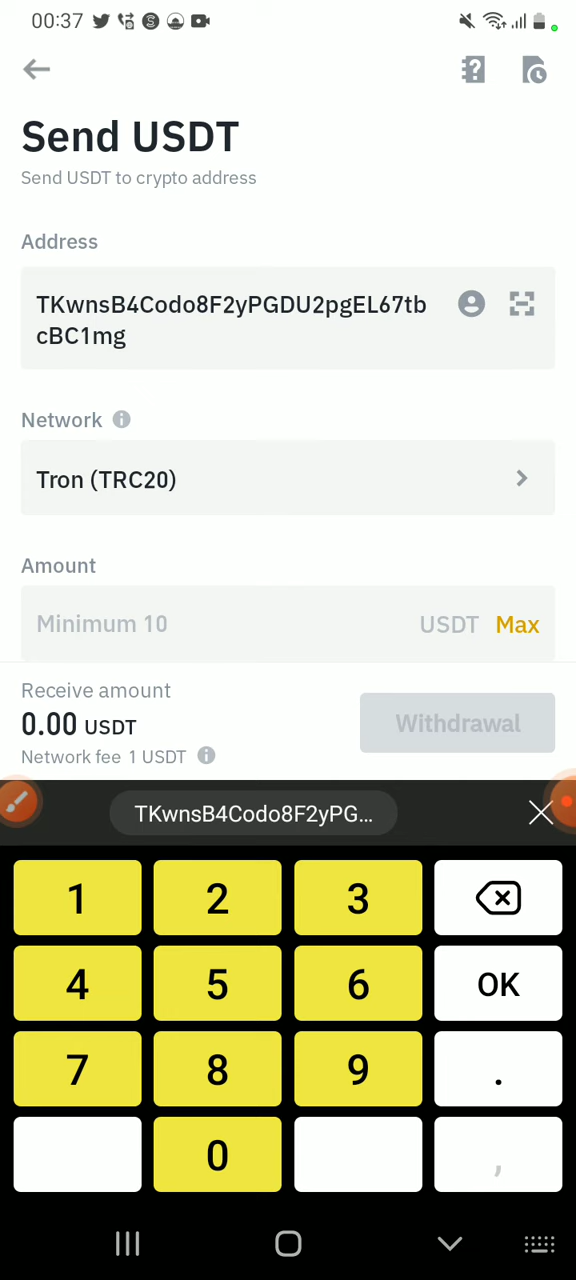 00:37
Send USDT
Send USDT to crypto address
Address
TKwnsB4Codo8F2yPGDU2pgEL67tb
cBC1mg
Network
Tron (TRC20)
Amount
Minimum 10 USDT Max
Receive amount
0.00 USDT
Withdrawal
Network fee 1 USDT
TKwnsB4Codo8F2yPG...
1 2 3
4 5 6 OK
7 8 9 .
0 ,